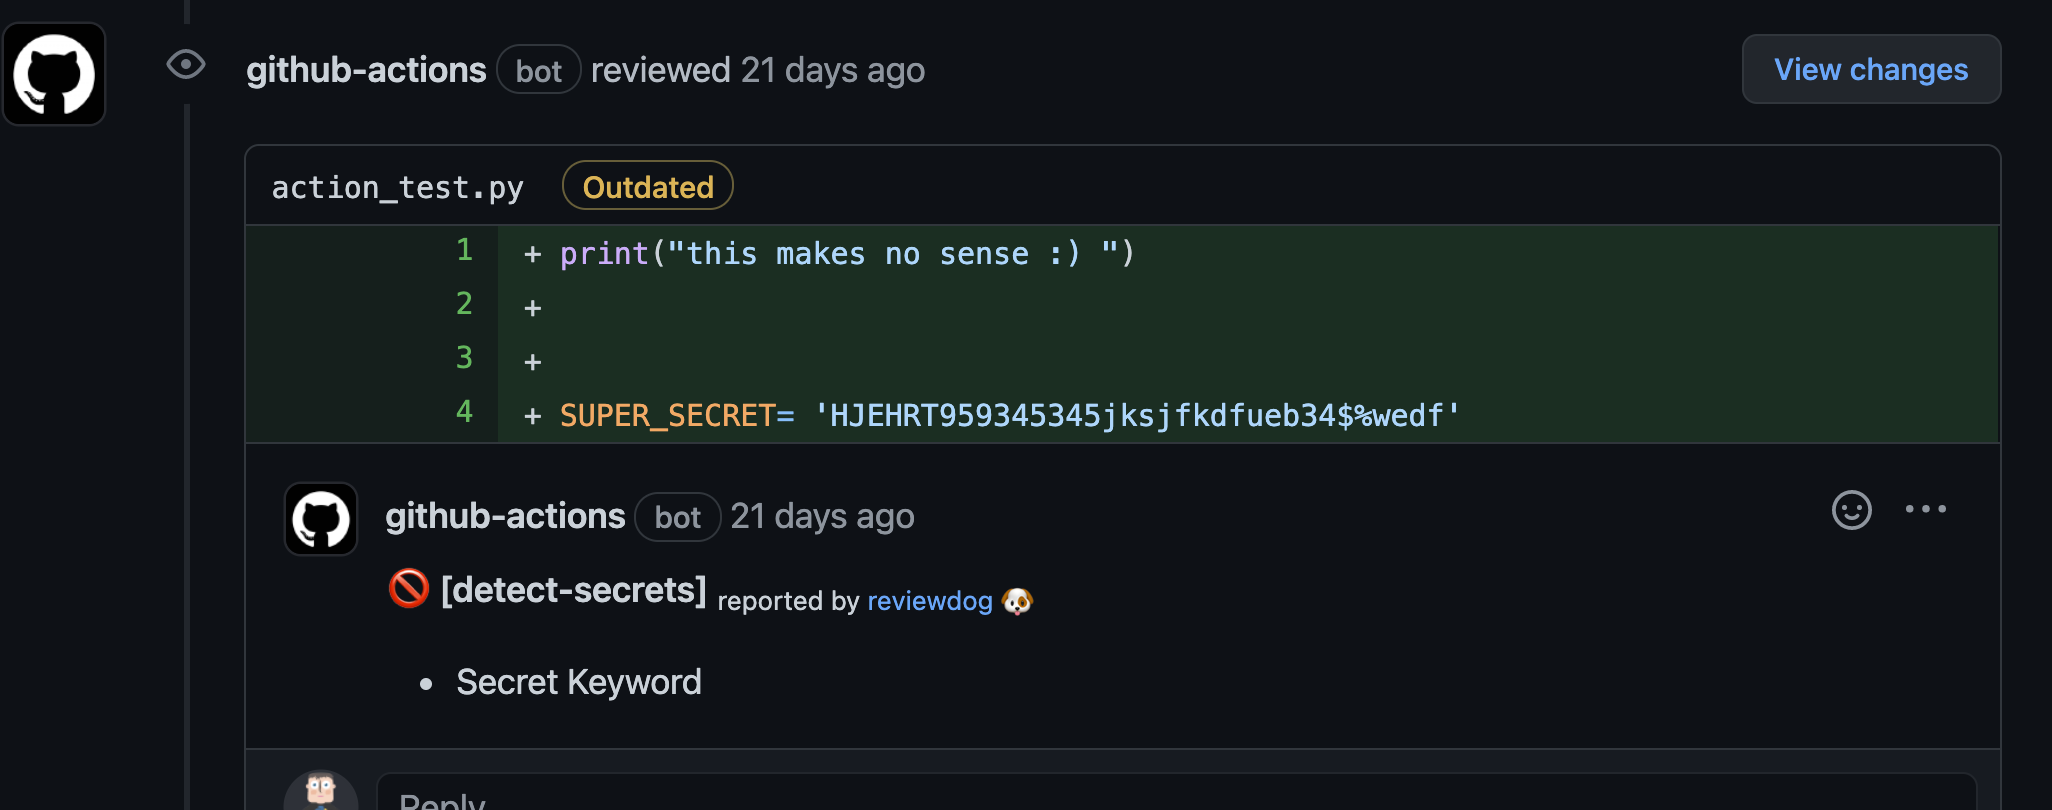 github-actions bot reviewed 21 days ago View changes
action_test.py Outdated
1 + print("this makes no sense :) ")
2 +
3 +
4 + SUPER_SECRET= 'HJEHRT959345345jksjfkdfueb34$%wedf'
github-actions bot 21 days ago
🚫 [detect-secrets] reported by reviewdog 🐶
• Secret Keyword
Reply